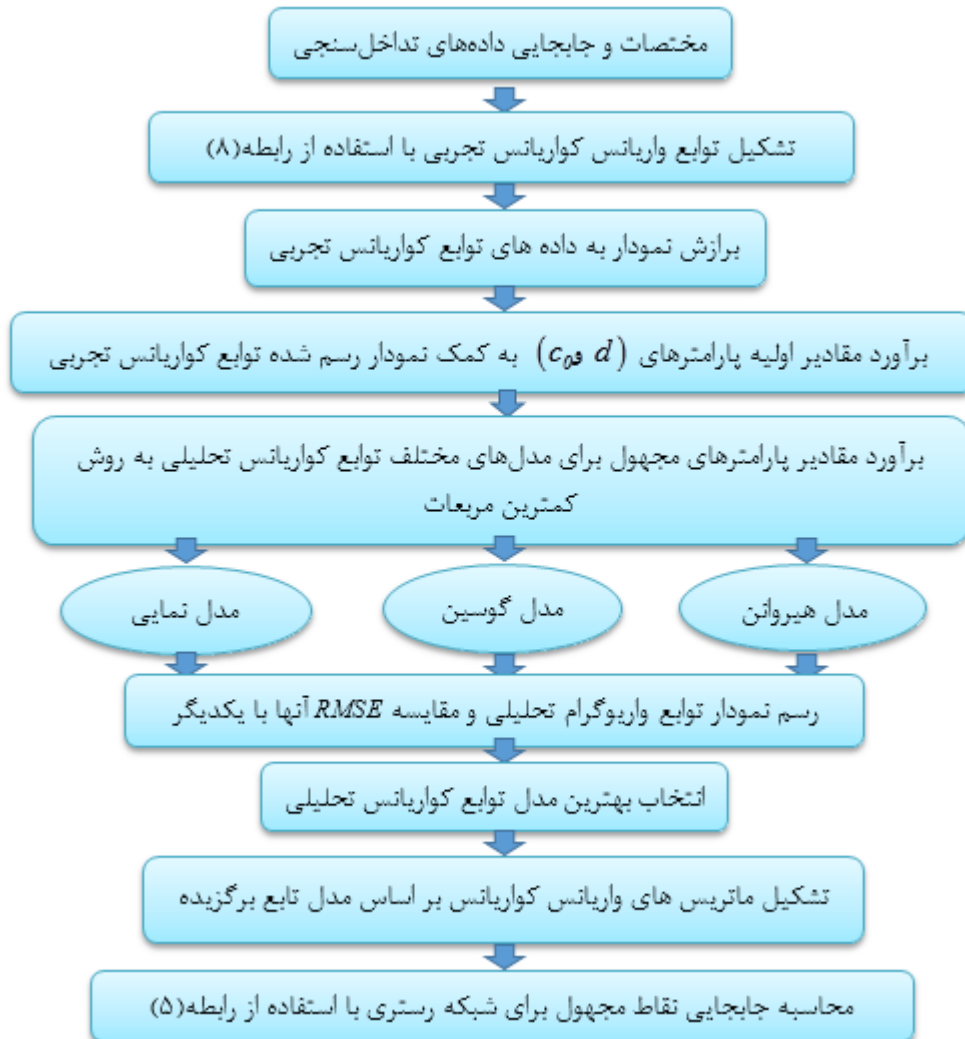 مختصات و جابجایی داده‌های تداخل‌سنجی
تشکیل توابع واریانس کواریانس تجربی با استفاده از رابطه(۸)
برازش نمودار به داده های توابع کواریانس تجربی
برآورد مقادیر اولیه پارامترهای (c₀ و d) به کمک نمودار رسم شده توابع کواریانس تجربی
برآورد مقادیر پارامترهای مجهول برای مدل‌های مختلف توابع کواریانس تحلیلی به روش
کمترین مربعات
مدل هیروانن
مدل گوسین
مدل نمایی
رسم نمودار توابع واریوگرام تحلیلی و مقایسه RMSE آنها با یکدیگر
انتخاب بهترین مدل توابع کواریانس تحلیلی
تشکیل ماتریس های واریانس کواریانس بر اساس مدل تابع برگزیده
محاسبه جابجایی نقاط مجهول برای شبکه رستری با استفاده از رابطه(۵)